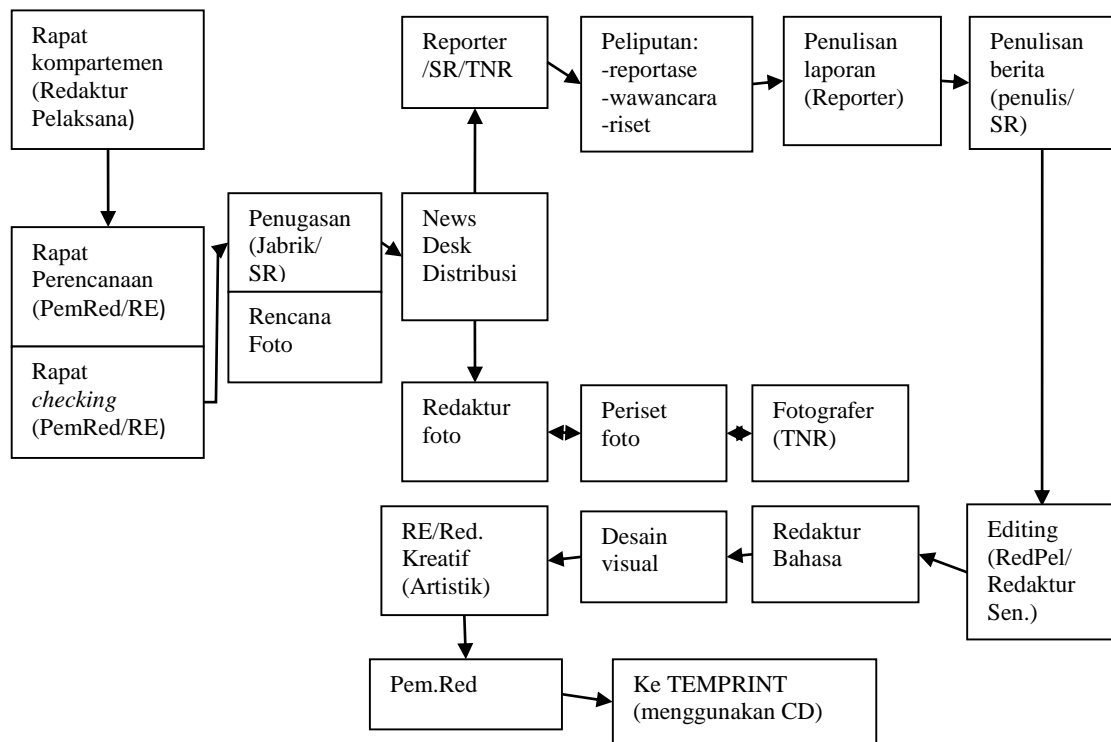 Rapat
kompartemen
(Redaktur
Pelaksana)
Reporter
/SR/TNR
Peliputan:
-reportase
-wawancara
-riset
Penulisan
laporan
(Reporter)
Penulisan
berita
(penulis/
SR)
Rapat
Perencanaan
(PemRed/RE)
Penugasan
(Jabrik/
SR)
News
Desk
Distribusi
Rencana
Foto
Rapat
checking
(PemRed/RE)
Redaktur
foto
Periset
foto
Fotografer
(TNR)
RE/Red.
Kreatif
(Artistik)
Desain
visual
Redaktur
Bahasa
Editing
(RedPel/
Redaktur
Sen.)
Pem.Red
Ke TEMPRINT
(menggunakan CD)